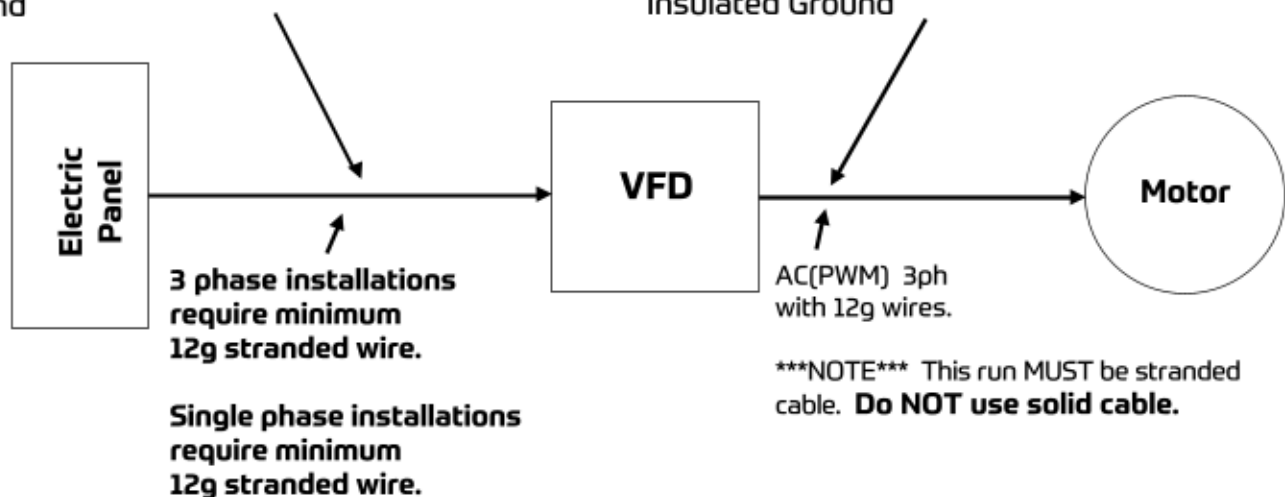 Insulated Ground
Electric
Panel
VFD
Motor
3 phase installations
require minimum
12g stranded wire.
Single phase installations
require minimum
12g stranded wire.
AC(PWM) 3ph
with 12g wires.
***NOTE*** This run MUST be stranded
cable. Do NOT use solid cable.